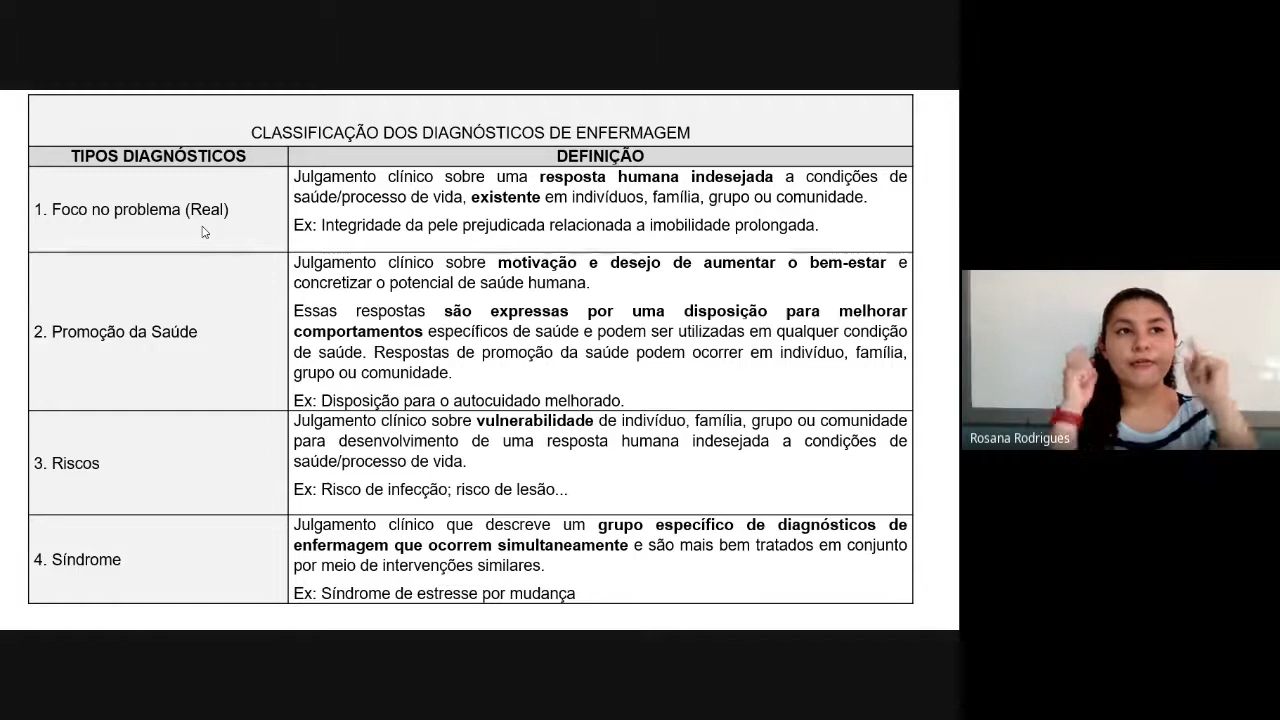 CLASSIFICAÇÃO DOS DIAGNÓSTICOS DE ENFERMAGEM
TIPOS DIAGNÓSTICOS
DEFINIÇÃO
1. Foco no problema (Real)
Julgamento clínico sobre uma resposta humana indesejada a condições de
saúde/processo de vida, existente em indivíduos, família, grupo ou comunidade.
Ex: Integridade da pele prejudicada relacionada a imobilidade prolongada.
2. Promoção da Saúde
Julgamento clínico sobre motivação e desejo de aumentar o bem-estar e
concretizar o potencial de saúde humana.
Essas respostas são expressas por uma disposição para melhorar
comportamentos específicos de saúde e podem ser utilizadas em qualquer condição
de saúde. Respostas de promoção da saúde podem ocorrer em indivíduo, família,
grupo ou comunidade.
Ex: Disposição para o autocuidado melhorado.
3. Riscos
Julgamento clínico sobre vulnerabilidade de indivíduo, família, grupo ou comunidade
para desenvolvimento de uma resposta humana indesejada a condições de
saúde/processo de vida.
Ex: Risco de infecção; risco de lesão...
4. Síndrome
Julgamento clínico que descreve um grupo específico de diagnósticos de
enfermagem que ocorrem simultaneamente e são mais bem tratados em conjunto
por meio de intervenções similares.
Ex: Síndrome de estresse por mudança
Rosana Rodrigues